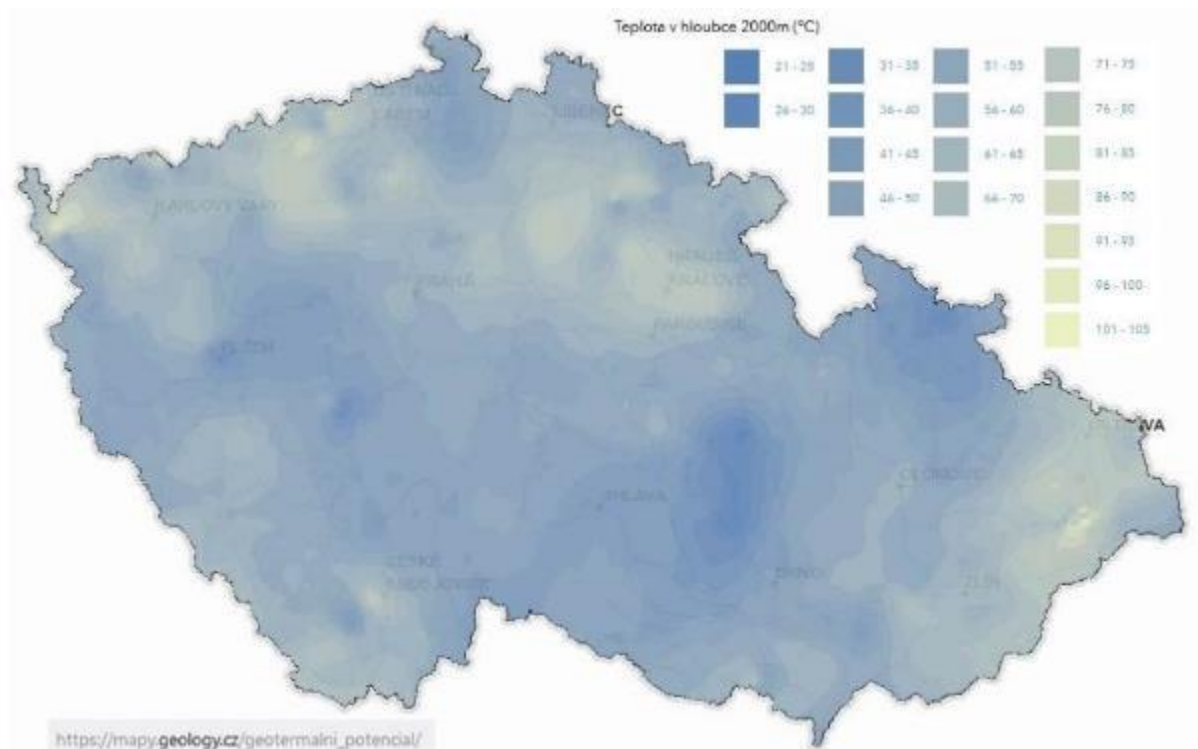 Teplota v hloubce 2000m (°C)
21 - 25
31 - 35
51 - 55
71 - 75
26 - 30
36 - 40
56 - 60
76 - 80
41 - 45
61 - 65
81 - 85
46 - 50
66 - 70
86 - 90
91 - 95
96 - 100
101 - 105
LIBEREC
KARLOVY VARY
HRADEC
KRÁLOVÉ
PRAHA
PARDUBICE
PLZEŇ
OSTRAVA
OLOMOUC
JIHLAVA
ČESKÉ
BUDĚJOVICE
BRNO
ZLÍN
https://mapy.geology.cz/geotermalni_potencial/